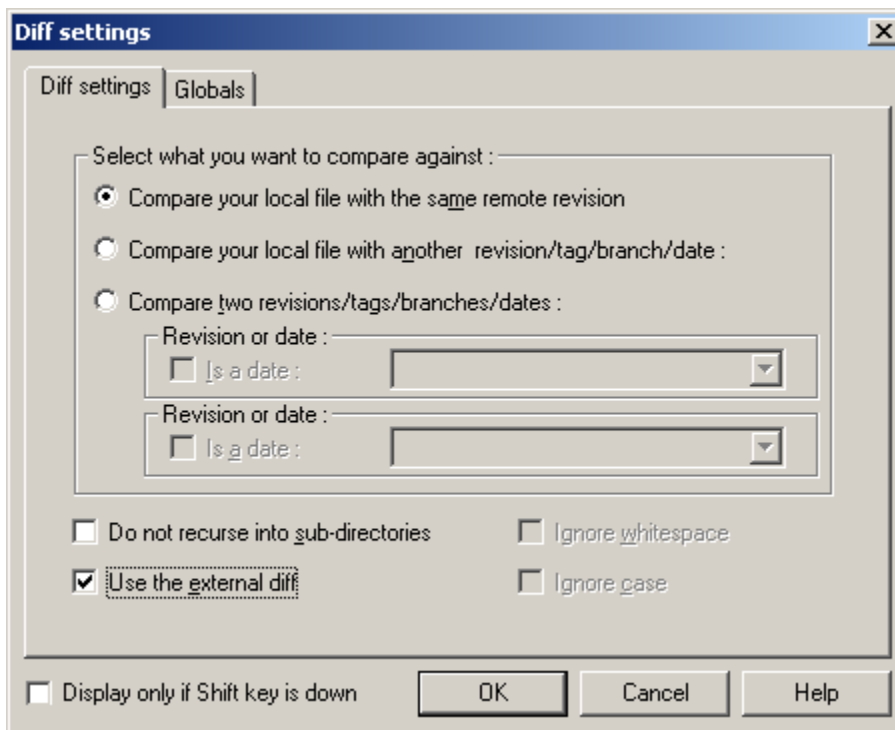 Diff settings
Diff settings Globals
Select what you want to compare against :
Compare your local file with the same remote revision
Compare your local file with another  revision/tag/branch/date :
Compare two revisions/tags/branches/dates :
Revision or date :
Is a date :
Revision or date :
Is a date :
Do not recurse into sub-directories Ignore whitespace
Use the external diff Ignore case
Display only if Shift key is down OK Cancel Help